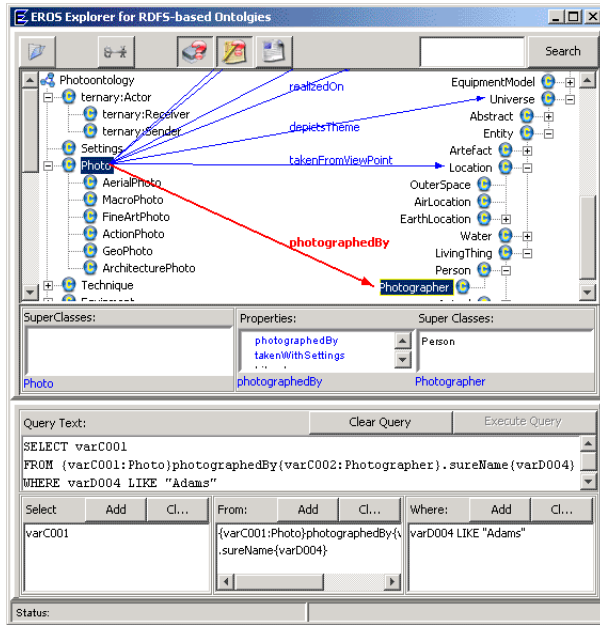 EROS Explorer for RDFS-based Ontolgies
Search
Photoontology
ternary:Actor
ternary:Receiver
ternary:Sender
Settings
Photo
AerialPhoto
MacroPhoto
FineArtPhoto
ActionPhoto
GeoPhoto
ArchitecturePhoto
Technique
realizedOn
depictsTheme
takenFromViewPoint
photographedBy
EquipmentModel
Universe
Abstract
Entity
Artefact
Location
OuterSpace
AirLocation
EarthLocation
Water
LivingThing
Person
Photographer
SuperClasses:
Photo
Properties:
photographedBy
takenWithSettings
photographedBy
Super Classes:
Person
Photographer
Query Text:
Clear Query
Execute Query
SELECT varC001
FROM {varC001:Photo}photographedBy{varC002:Photographer}.sureName{varD004}
WHERE varD004 LIKE "Adams"
Select
Add
Cl...
varC001
From:
Add
Cl...
{varC001:Photo}photographedBy{v
.sureName{varD004}
Where:
Add
Cl...
varD004 LIKE "Adams"
Status: